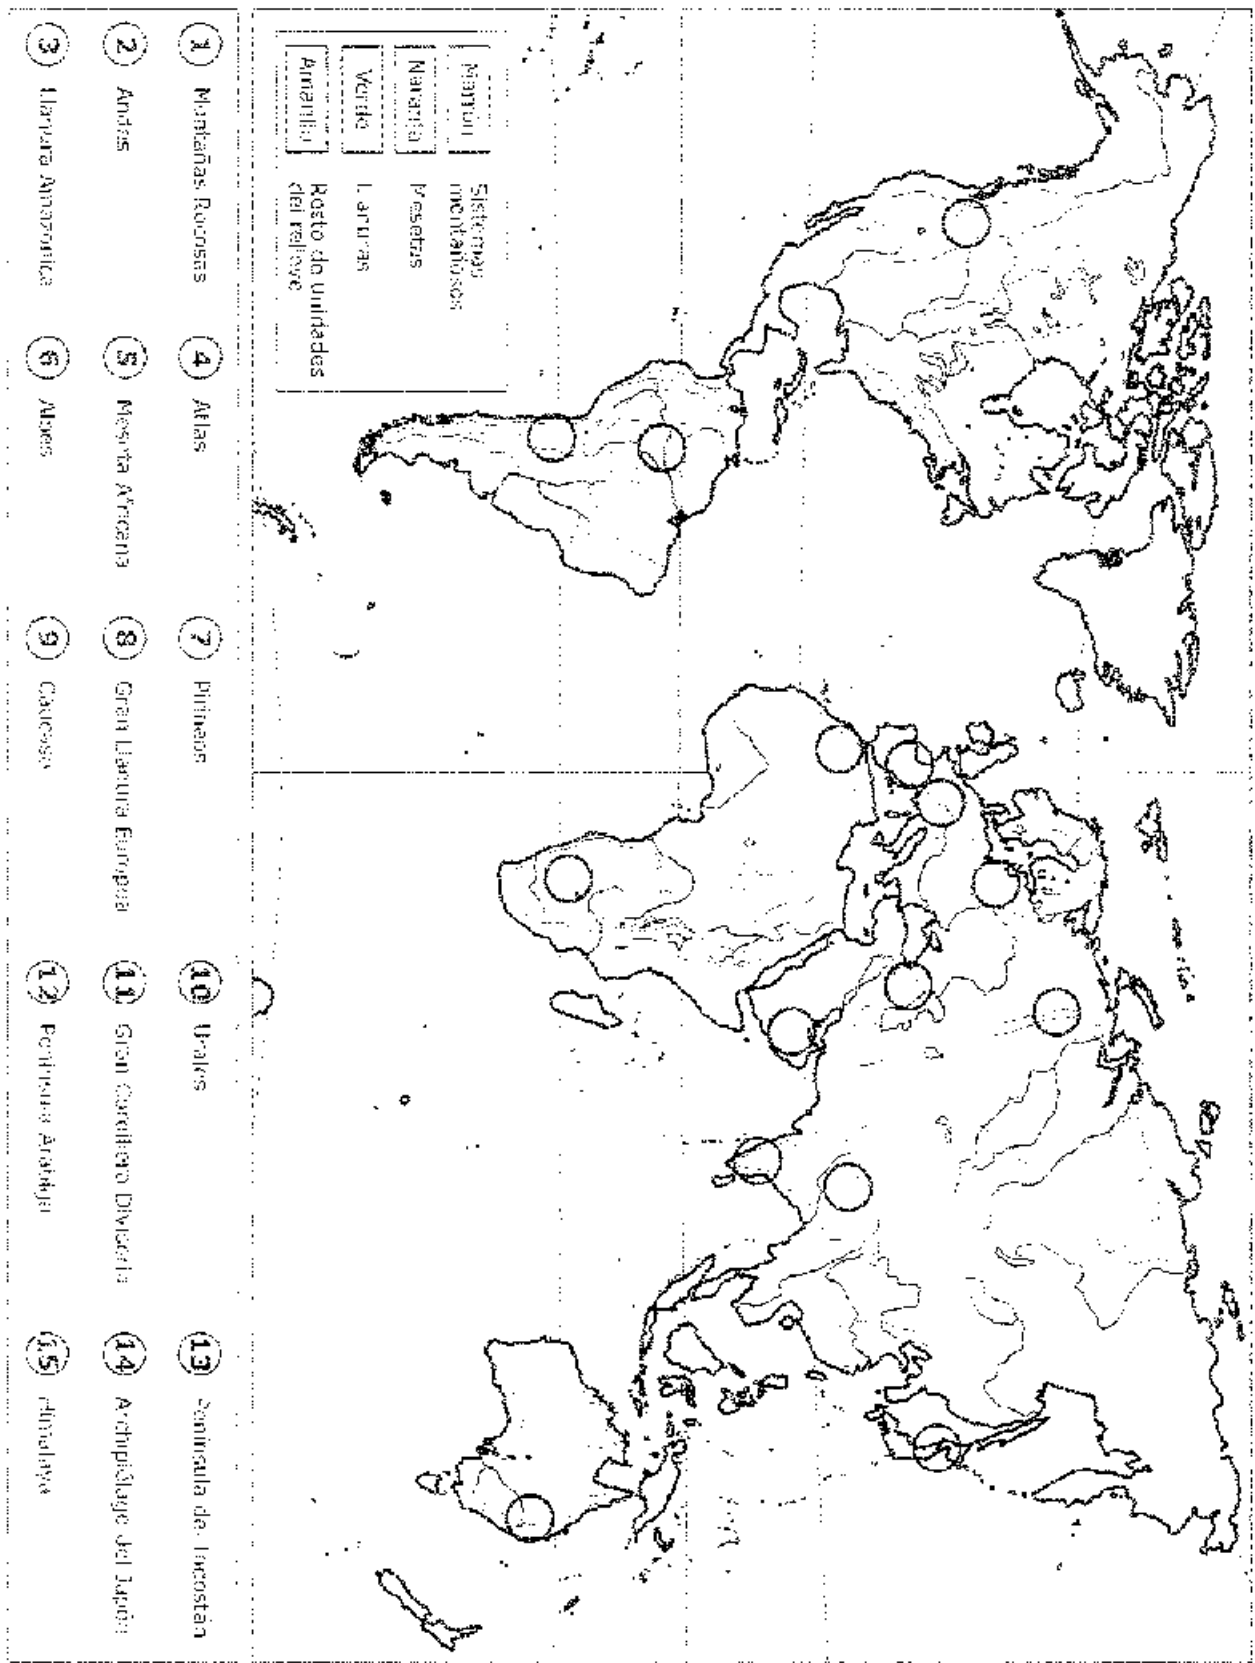 Marrón
Sistemas
montañosos
Naranja
Mesetas
Verde
Llanuras
Amarillo
Resto de unidades
del relieve
1 Montañas Rocosas
2 Andes
3 Llanura Amazónica
4 Atlas
5 Meseta Africana
6 Alpes
7 Pirineos
8 Gran Llanura Europea
9 Cáucaso
10 Urales
11 Gran Cordillera Divisoria
12 Península Arábiga
13 Península de
14 Archipiélago del Japón
15 Himalaya